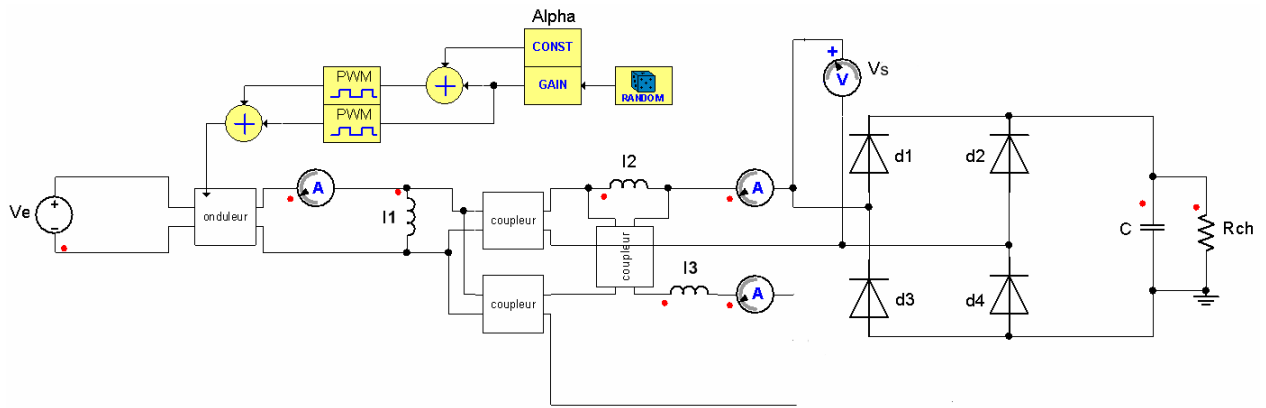 Alpha
CONST
GAIN
RANDOM
PWM
PWM
+
+
+
V
Vs
d1
d2
d3
d4
Ve
+
−
onduleur
A
l1
coupleur
l2
A
coupleur
coupleur
l3
A
C
Rch